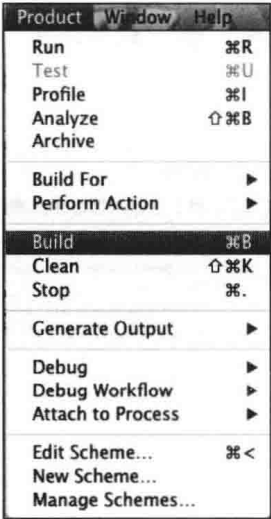 Product Window Help
Run ⌘R
Test ⌘U
Profile ⌘I
Analyze ⇧⌘B
Archive
Build For ▶
Perform Action ▶
Build ⌘B
Clean ⇧⌘K
Stop ⌘.
Generate Output ▶
Debug ▶
Debug Workflow ▶
Attach to Process ▶
Edit Scheme... ⌘<
New Scheme...
Manage Schemes...